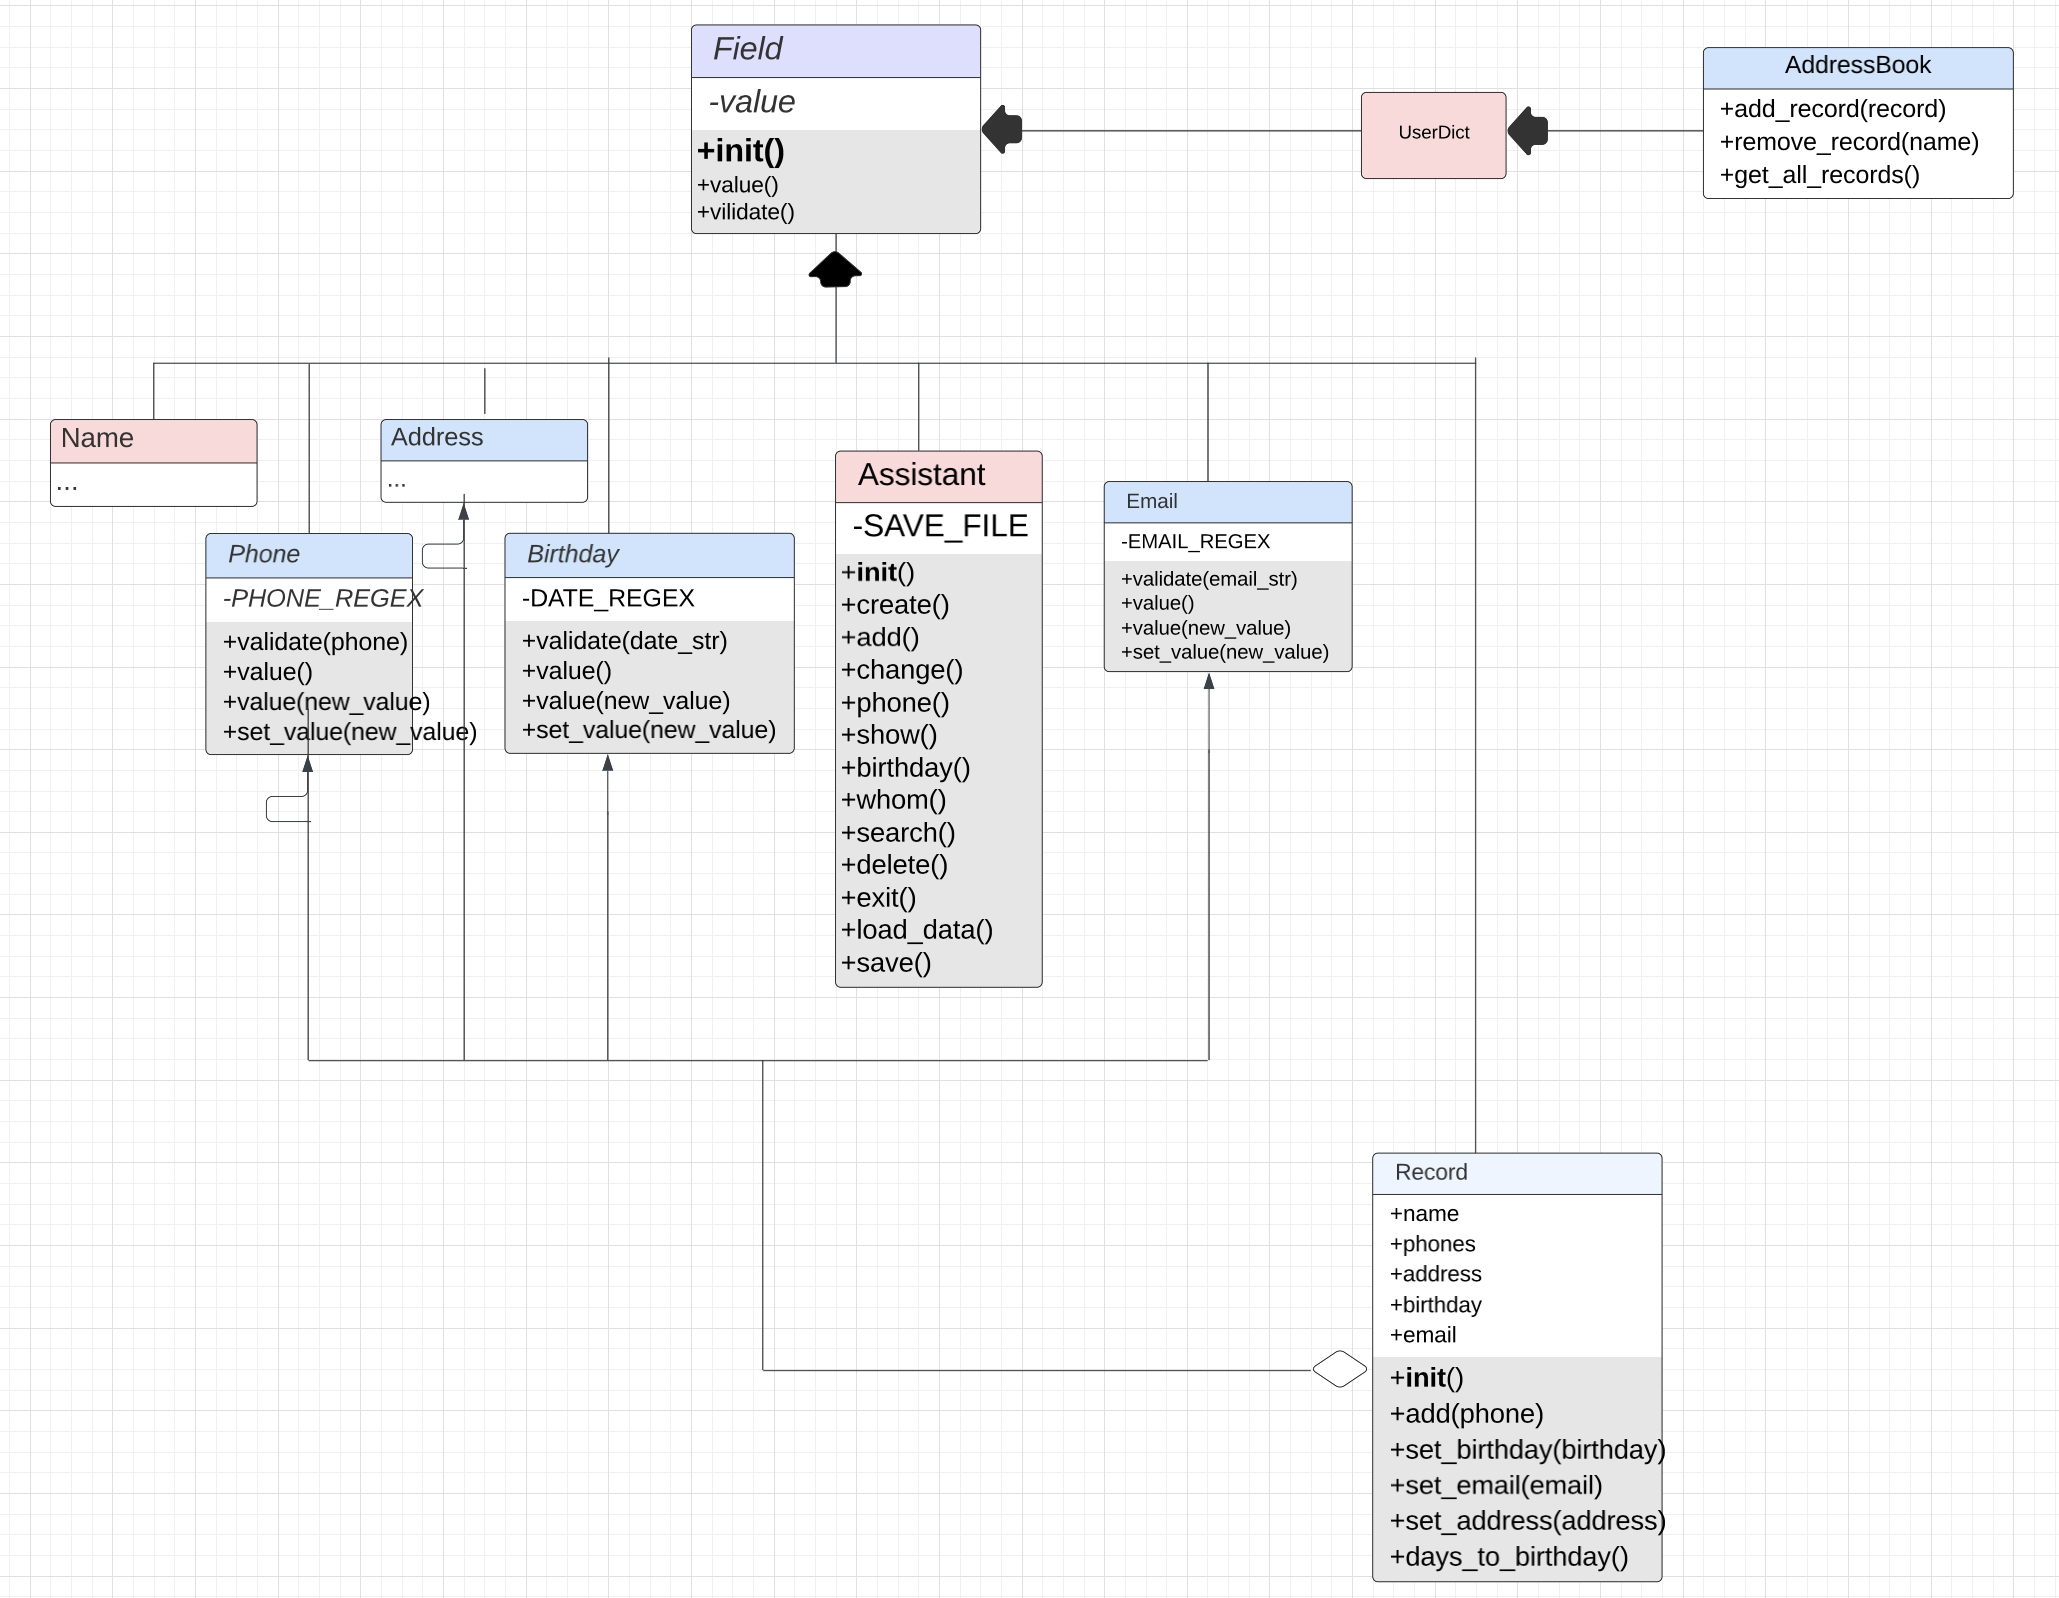 Field
-value
+init()
+value()
+vilidate()
UserDict
AddressBook
+add_record(record)
+remove_record(name)
+get_all_records()
Name
...
Address
...
Phone
-PHONE_REGEX
+validate(phone)
+value()
+value(new_value)
+set_value(new_value)
Birthday
-DATE_REGEX
+validate(date_str)
+value()
+value(new_value)
+set_value(new_value)
Assistant
-SAVE_FILE
+init()
+create()
+add()
+change()
+phone()
+show()
+birthday()
+whom()
+search()
+delete()
+exit()
+load_data()
+save()
Email
-EMAIL_REGEX
+validate(email_str)
+value()
+value(new_value)
+set_value(new_value)
Record
+name
+phones
+address
+birthday
+email
+init()
+add(phone)
+set_birthday(birthday)
+set_email(email)
+set_address(address)
+days_to_birthday()